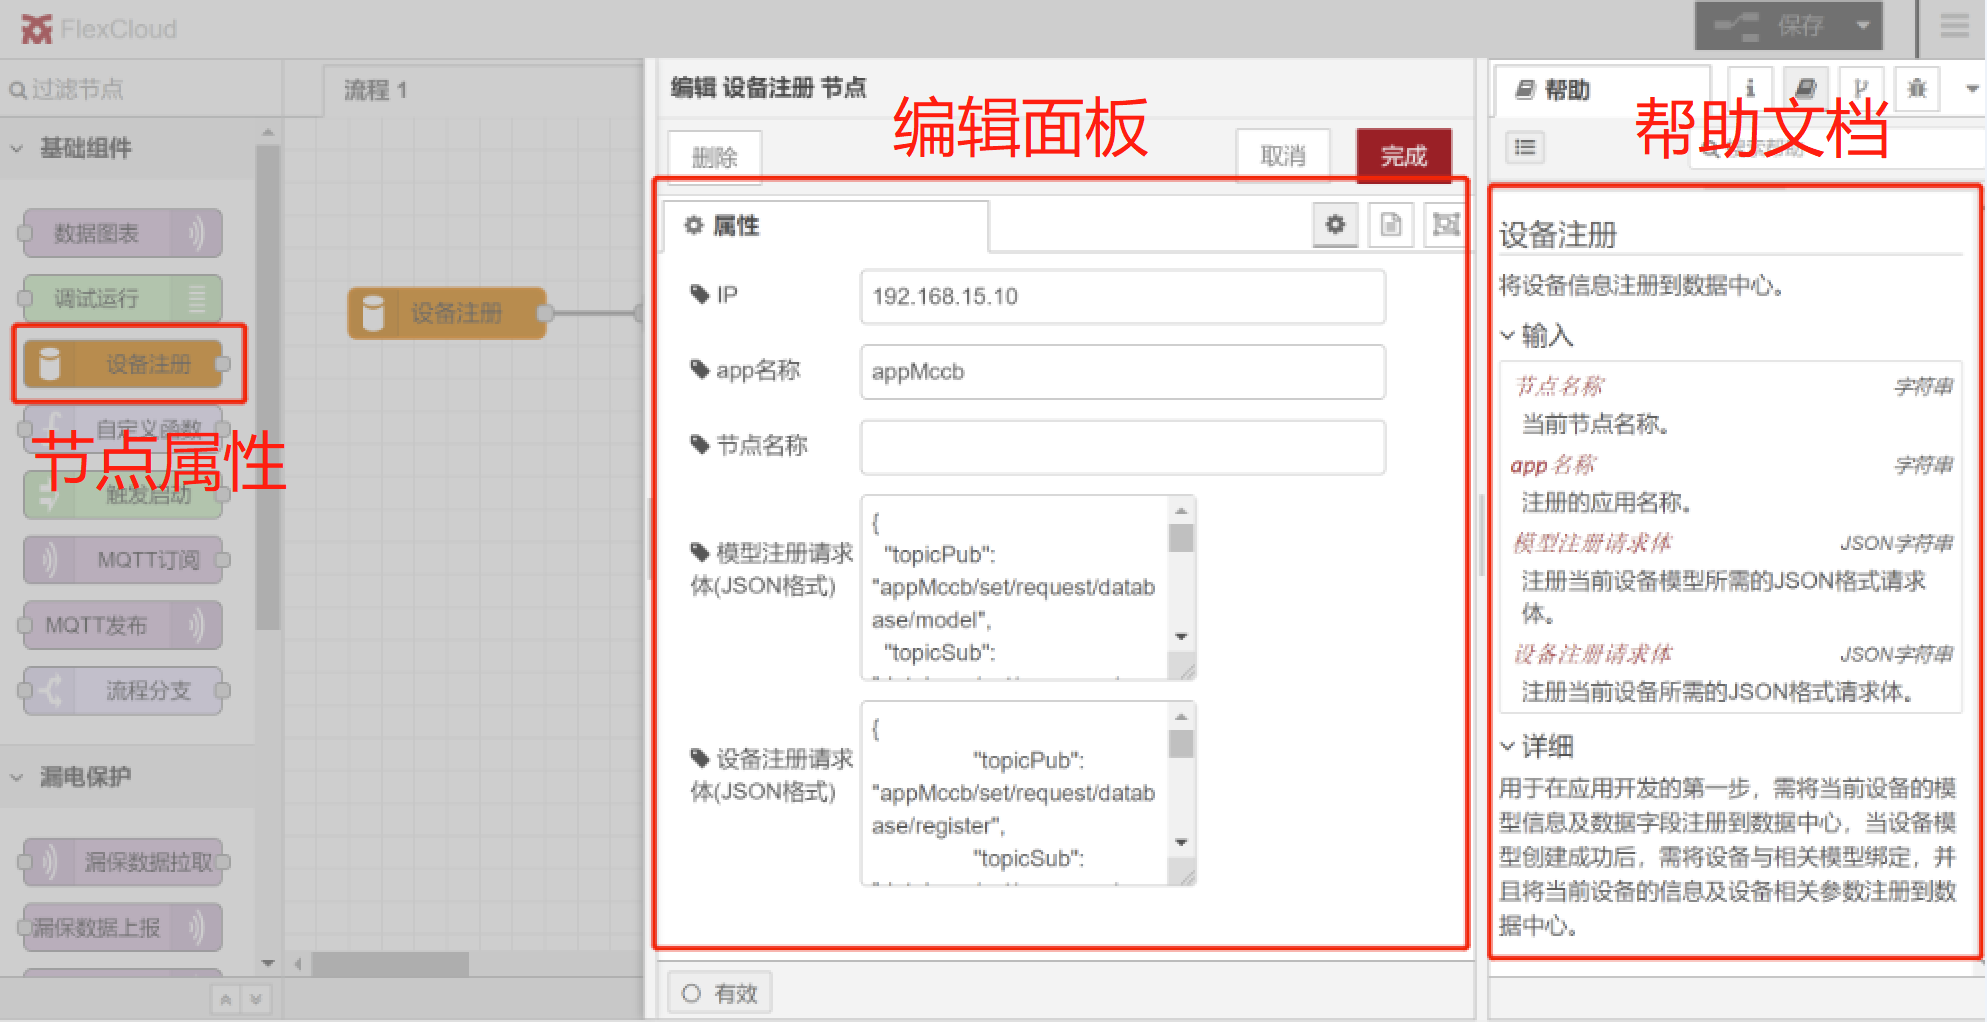 FlexCloud
保存
过滤节点
流程 1
基础组件
数据图表
调试运行
设备注册
自定义函数
节点属性
触发启动
MQTT订阅
MQTT发布
流程分支
漏电保护
漏保数据拉取
漏保数据上报
设备注册
编辑 设备注册 节点
编辑面板
删除
取消
完成
属性
IP
192.168.15.10
app名称
appMccb
节点名称
模型注册请求
体(JSON格式)
{
"topicPub":
"appMccb/set/request/datab
ase/model",
"topicSub":
设备注册请求
体(JSON格式)
{
"topicPub":
"appMccb/set/request/datab
ase/register",
"topicSub":
有效
帮助
帮助文档
搜索帮助
设备注册
将设备信息注册到数据中心。
输入
节点名称 字符串
当前节点名称。
app 名称 字符串
注册的应用名称。
模型注册请求体 JSON字符串
注册当前设备模型所需的JSON格式请求
体。
设备注册请求体 JSON字符串
注册当前设备所需的JSON格式请求体。
详细
用于在应用开发的第一步，需将当前设备的模
型信息及数据字段注册到数据中心，当设备模
型创建成功后，需将设备与相关模型绑定，并
且将当前设备的信息及设备相关参数注册到数
据中心。